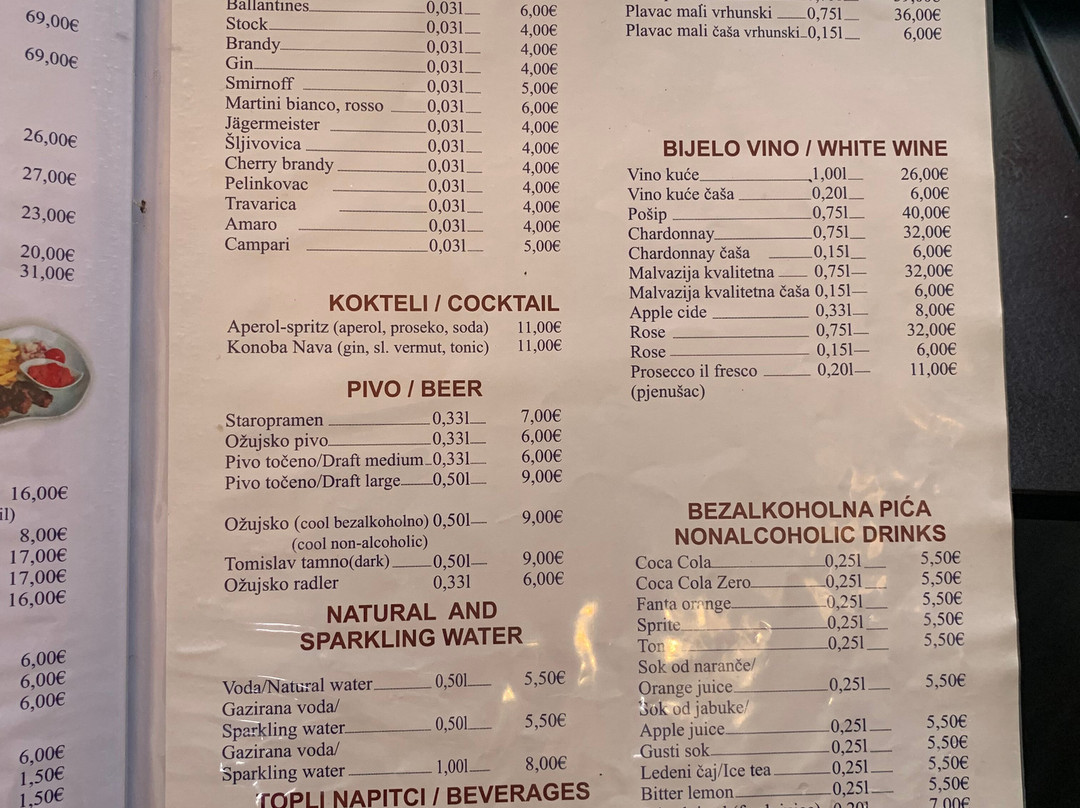 69,00€
69,00€
26,00€
27,00€
23,00€
20,00€
31,00€
16,00€
il)
8,00€
17,00€
17,00€
16,00€
6,00€
6,00€
6,00€
6,00€
1,50€
1,50€
Ballantines 0,03l 6,00€
Stock 0,03l 4,00€
Brandy 0,03l 4,00€
Gin 0,03l 4,00€
Smirnoff 0,03l 5,00€
Martini bianco, rosso 0,03l 6,00€
Jägermeister 0,03l 4,00€
Šljivovica 0,03l 4,00€
Cherry brandy 0,03l 4,00€
Pelinkovac 0,03l 4,00€
Travarica 0,03l 4,00€
Amaro 0,03l 4,00€
Campari 0,03l 5,00€
KOKTELI / COCKTAIL
Aperol-spritz (aperol, proseko, soda) 11,00€
Konoba Nava (gin, sl. vermut, tonic) 11,00€
PIVO / BEER
Staropramen 0,33l 7,00€
Ožujsko pivo 0,33l 6,00€
Pivo točeno/Draft medium 0,33l 6,00€
Pivo točeno/Draft large 0,50l 9,00€
Ožujsko (cool bezalkoholno) 0,50l 9,00€
(cool non-alcoholic)
Tomislav tamno(dark) 0,50l 9,00€
Ožujsko radler 0,33l 6,00€
NATURAL AND
SPARKLING WATER
Voda/Natural water 0,50l 5,50€
Gazirana voda/
Sparkling water 0,50l 5,50€
Gazirana voda/
Sparkling water 1,00l 8,00€
TOPLI NAPITCI / BEVERAGES
Plavac mali vrhunski 0,75l 36,00€
Plavac mali čaša vrhunski 0,15l 6,00€
BIJELO VINO / WHITE WINE
Vino kuće 1,00l 26,00€
Vino kuće čaša 0,20l 6,00€
Pošip 0,75l 40,00€
Chardonnay 0,75l 32,00€
Chardonnay čaša 0,15l 6,00€
Malvazija kvalitetna 0,75l 32,00€
Malvazija kvalitetna čaša 0,15l 6,00€
Apple cide 0,33l 8,00€
Rose 0,75l 32,00€
Rose 0,15l 6,00€
Prosecco il fresco 0,20l 11,00€
(pjenušac)
BEZALKOHOLNA PIĆA
NONALCOHOLIC DRINKS
Coca Cola 0,25l 5,50€
Coca Cola Zero 0,25l 5,50€
Fanta orange 0,25l 5,50€
Sprite 0,25l 5,50€
0,25l 5,50€
Sok od naranče/
Orange juice 0,25l 5,50€
Sok od jabuke/
Apple juice 0,25l 5,50€
Gusti sok 0,25l 5,50€
Ledeni čaj/Ice tea 0,25l 5,50€
Bitter lemon 0,25l 5,50€
7,00€